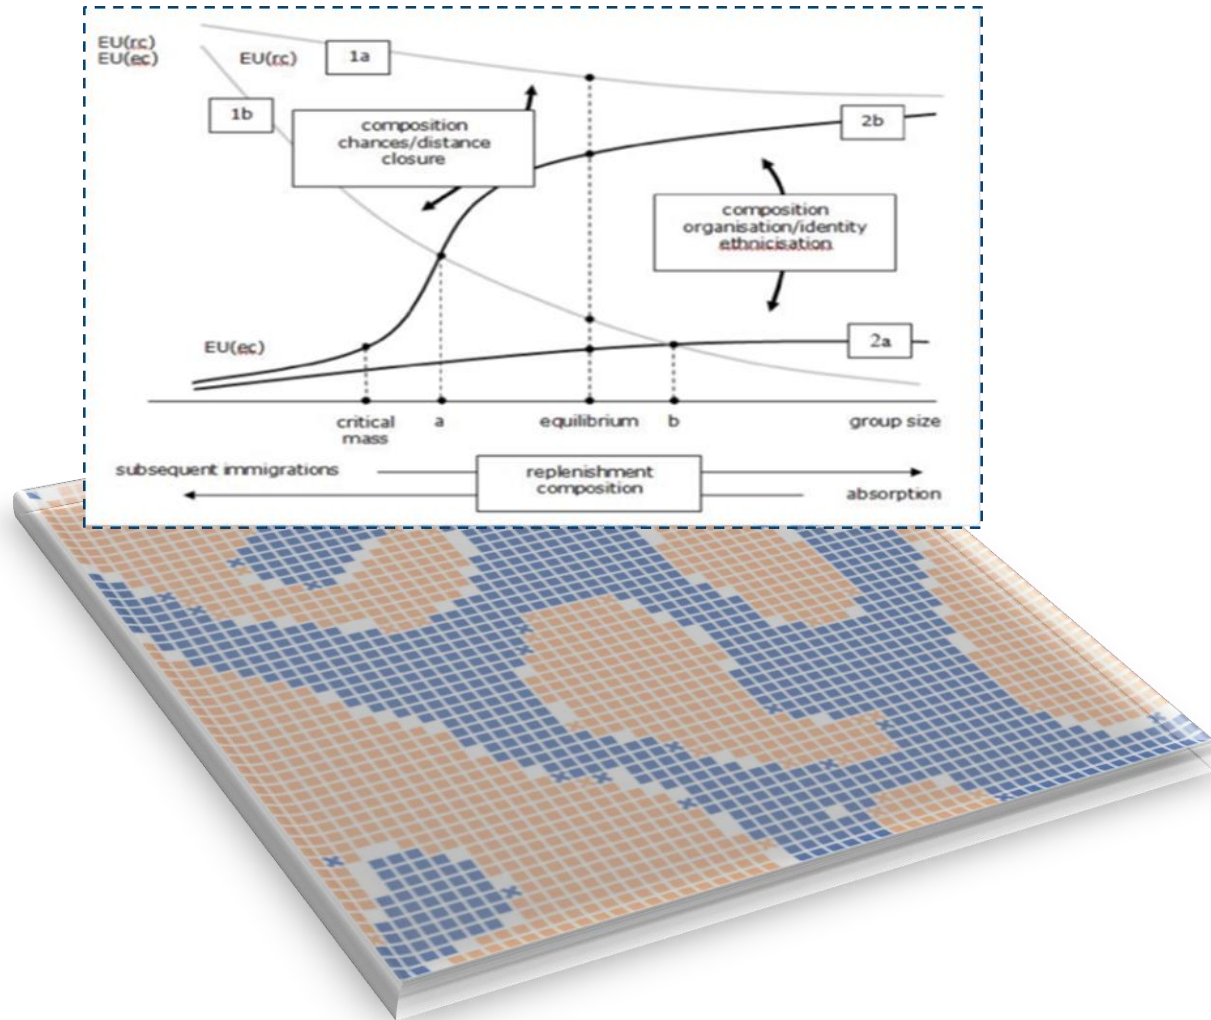 EU(rc)
EU(ec)
EU(rc)
1a
1b
composition
chances/distance
closure
2b
composition
organisation/identity
ethnicisation
EU(ec)
2a
critical
mass
a
equilibrium
b
group size
subsequent immigrations
replenishment
composition
absorption